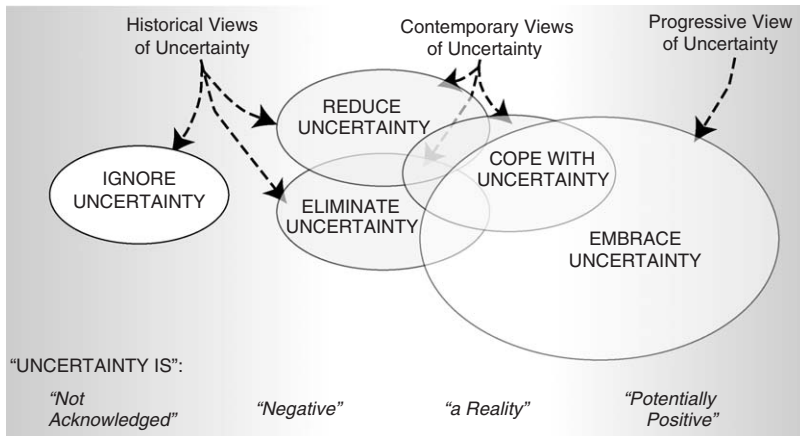 Historical Views
of Uncertainty
Contemporary Views
of Uncertainty
Progressive View
of Uncertainty
REDUCE
UNCERTAINTY
COPE WITH
UNCERTAINTY
IGNORE
UNCERTAINTY
ELIMINATE
UNCERTAINTY
EMBRACE
UNCERTAINTY
“UNCERTAINTY IS”:
“Not
Acknowledged”
“Negative”
“a Reality”
“Potentially
Positive”